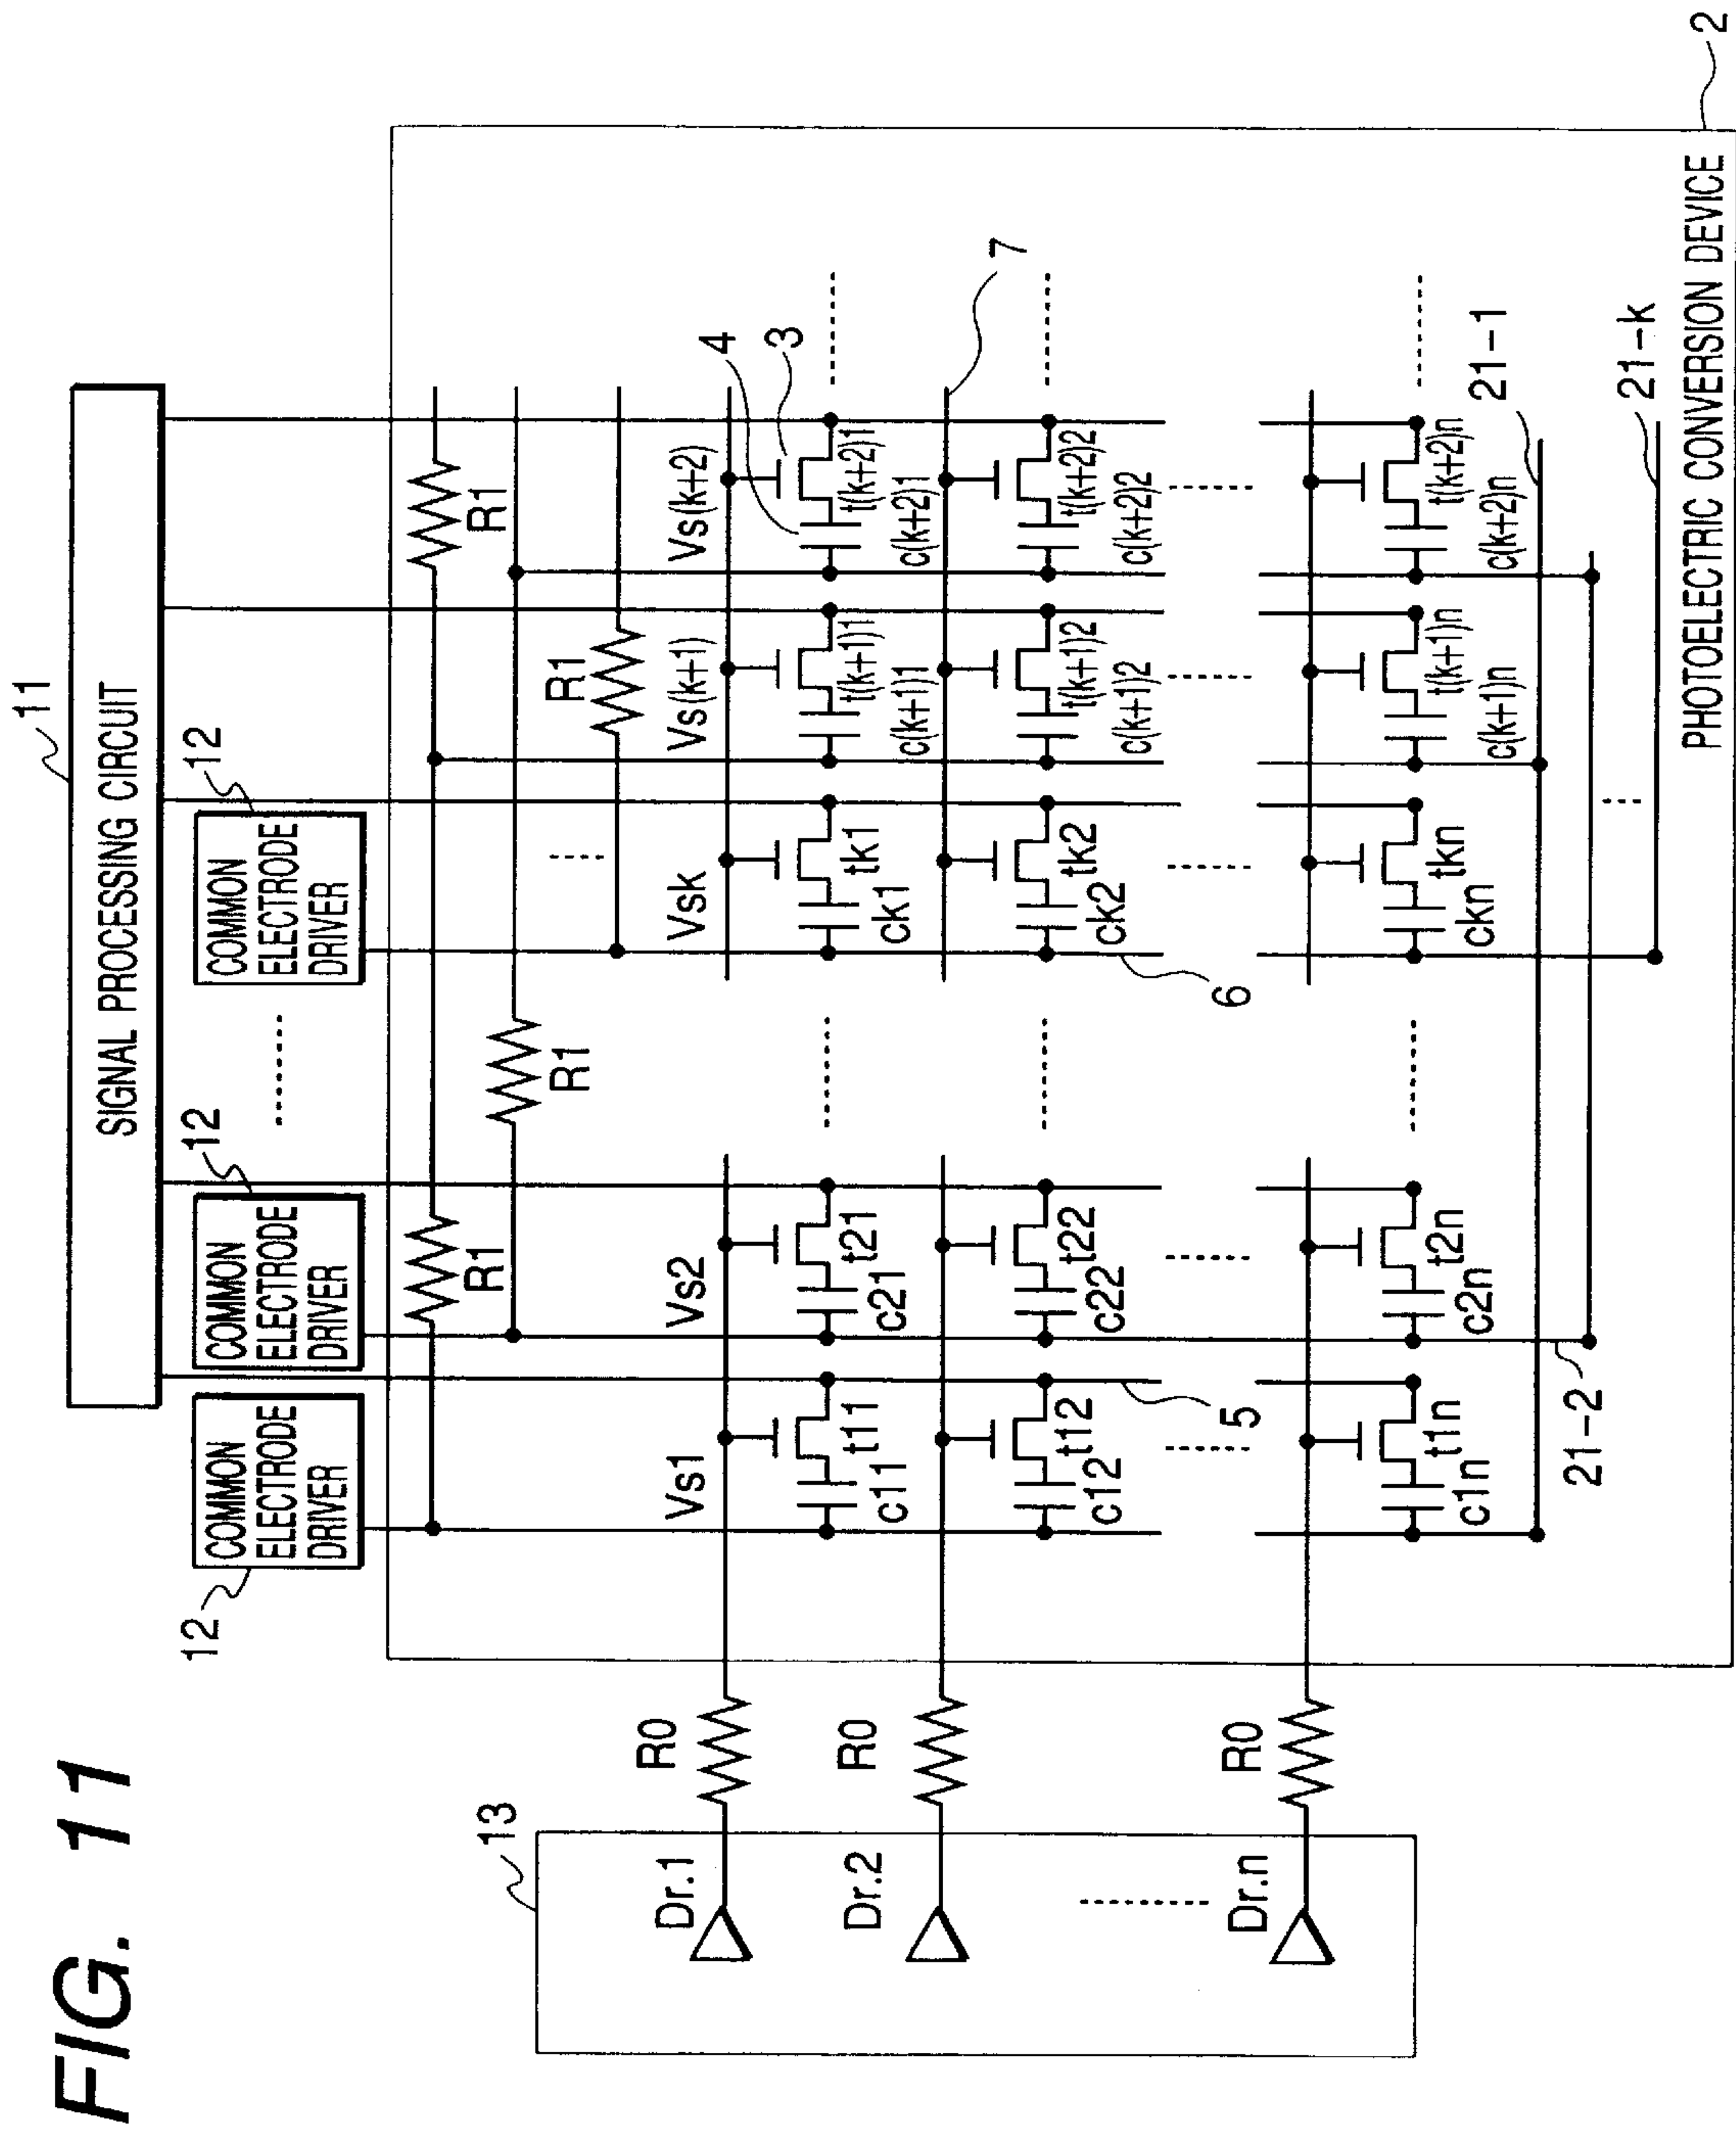 FIG. 11
11
SIGNAL PROCESSING CIRCUIT
12
COMMON
ELECTRODE
DRIVER
12
COMMON
ELECTRODE
DRIVER
12
COMMON
ELECTRODE
DRIVER
R1
R1
R1
R1
13
Dr.1
R0
Vs1
Vs2
Vsk
Vs(k+1)
Vs(k+2)
4
3
c11
t11
c21
t21
ck1
tk1
c(k+1)1
t(k+1)1
c(k+2)1
t(k+2)1
7
Dr.2
R0
c12
t12
c22
t22
ck2
tk2
c(k+1)2
t(k+1)2
c(k+2)2
t(k+2)2
5
6
Dr.n
R0
c1n
t1n
c2n
t2n
ckn
tkn
c(k+1)n
t(k+1)n
c(k+2)n
t(k+2)n
21-1
21-2
21-k
PHOTOELECTRIC CONVERSION DEVICE
2